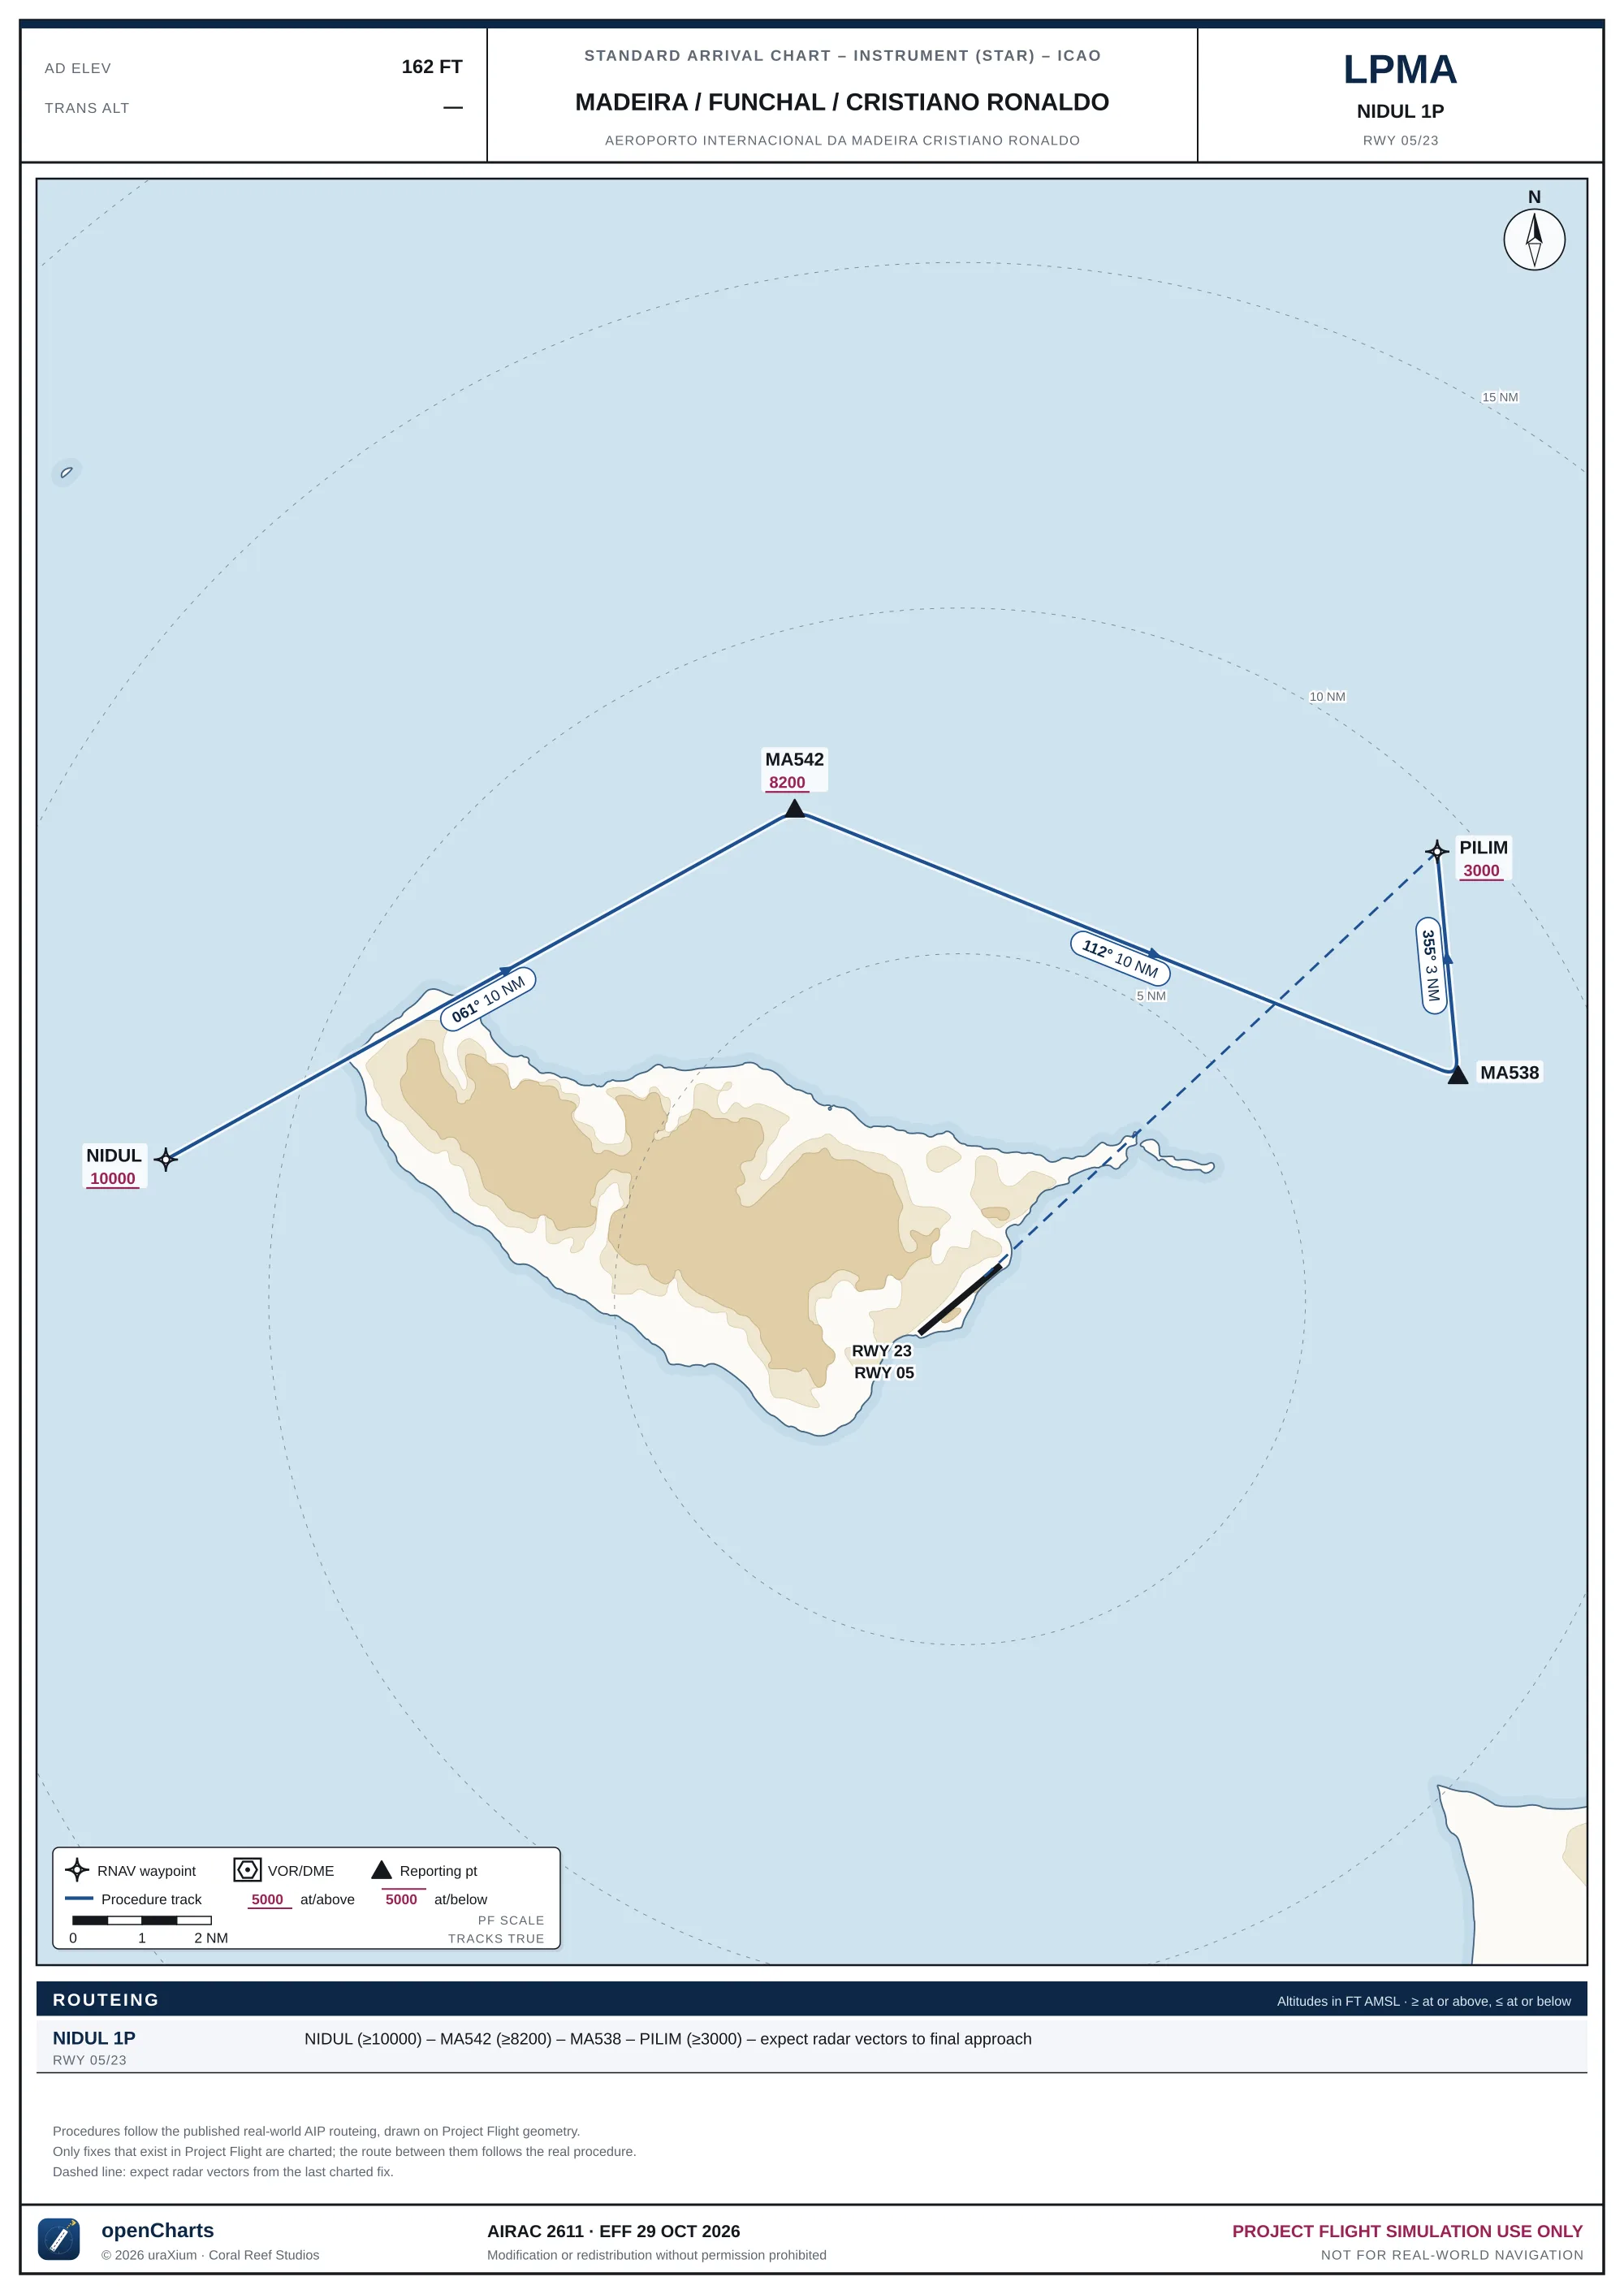 AD ELEV 162 FT
TRANS ALT —
STANDARD ARRIVAL CHART – INSTRUMENT (STAR) – ICAO
MADEIRA / FUNCHAL / CRISTIANO RONALDO
AEROPORTO INTERNACIONAL DA MADEIRA CRISTIANO RONALDO
LPMA
NIDUL 1P
RWY 05/23
N
15 NM
10 NM
MA542
8200
PILIM
3000
112° 10 NM
355° 3 NM
061° 10 NM
5 NM
MA538
NIDUL
10000
RWY 23
RWY 05
RNAV waypoint
VOR/DME
Reporting pt
Procedure track
5000 at/above
5000 at/below
PF SCALE
0 1 2 NM
TRACKS TRUE
ROUTEING
Altitudes in FT AMSL · ≥ at or above, ≤ at or below
NIDUL 1P
NIDUL (≥10000) – MA542 (≥8200) – MA538 – PILIM (≥3000) – expect radar vectors to final approach
RWY 05/23
Procedures follow the published real-world AIP routeing, drawn on Project Flight geometry.
Only fixes that exist in Project Flight are charted; the route between them follows the real procedure.
Dashed line: expect radar vectors from the last charted fix.
openCharts
© 2026 uraXium · Coral Reef Studios
AIRAC 2611 · EFF 29 OCT 2026
Modification or redistribution without permission prohibited
PROJECT FLIGHT SIMULATION USE ONLY
NOT FOR REAL-WORLD NAVIGATION